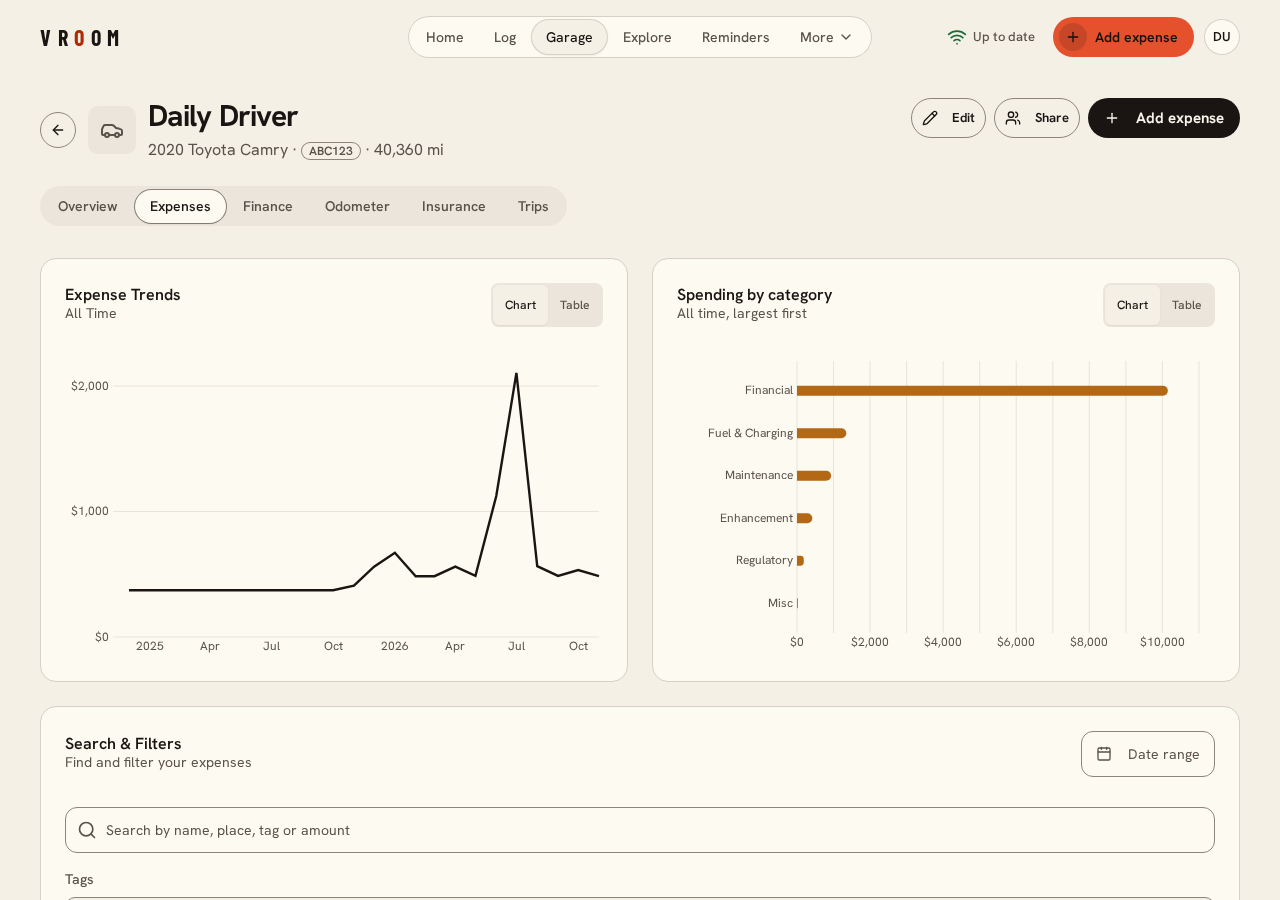 VROOM
Home Log Garage Explore Reminders More
Up to date
Add expense
DU
Daily Driver
2020 Toyota Camry · ABC123 · 40,360 mi
Edit
Share
Add expense
Overview Expenses Finance Odometer Insurance Trips
Expense Trends
All Time
Chart Table
$2,000
$1,000
$0
2025 Apr Jul Oct 2026 Apr Jul Oct
Spending by category
All time, largest first
Chart Table
Financial
Fuel & Charging
Maintenance
Enhancement
Regulatory
Misc
$0 $2,000 $4,000 $6,000 $8,000 $10,000
Search & Filters
Find and filter your expenses
Date range
Search by name, place, tag or amount
Tags